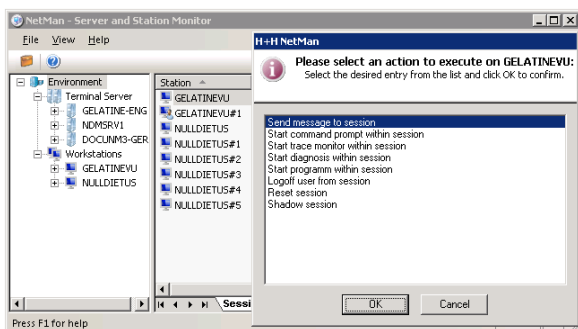 NetMan - Server and Station Monitor
File View Help
Environment
Terminal Server
GELATINE-ENG
NDMSRV1
DOCUNM3-GER
Workstations
GELATINEVU
NULLDIETUS
Station
GELATINEVU
GELATINEVU#1
NULLDIETUS
NULLDIETUS#1
NULLDIETUS#2
NULLDIETUS#3
NULLDIETUS#4
NULLDIETUS#5
Sessi
Press F1 for help
H+H NetMan
Please select an action to execute on GELATINEVU:
Select the desired entry from the list and click OK to confirm.
Send message to session
Start command prompt within session
Start trace monitor within session
Start diagnosis within session
Start programm within session
Logoff user from session
Reset session
Shadow session
OK Cancel